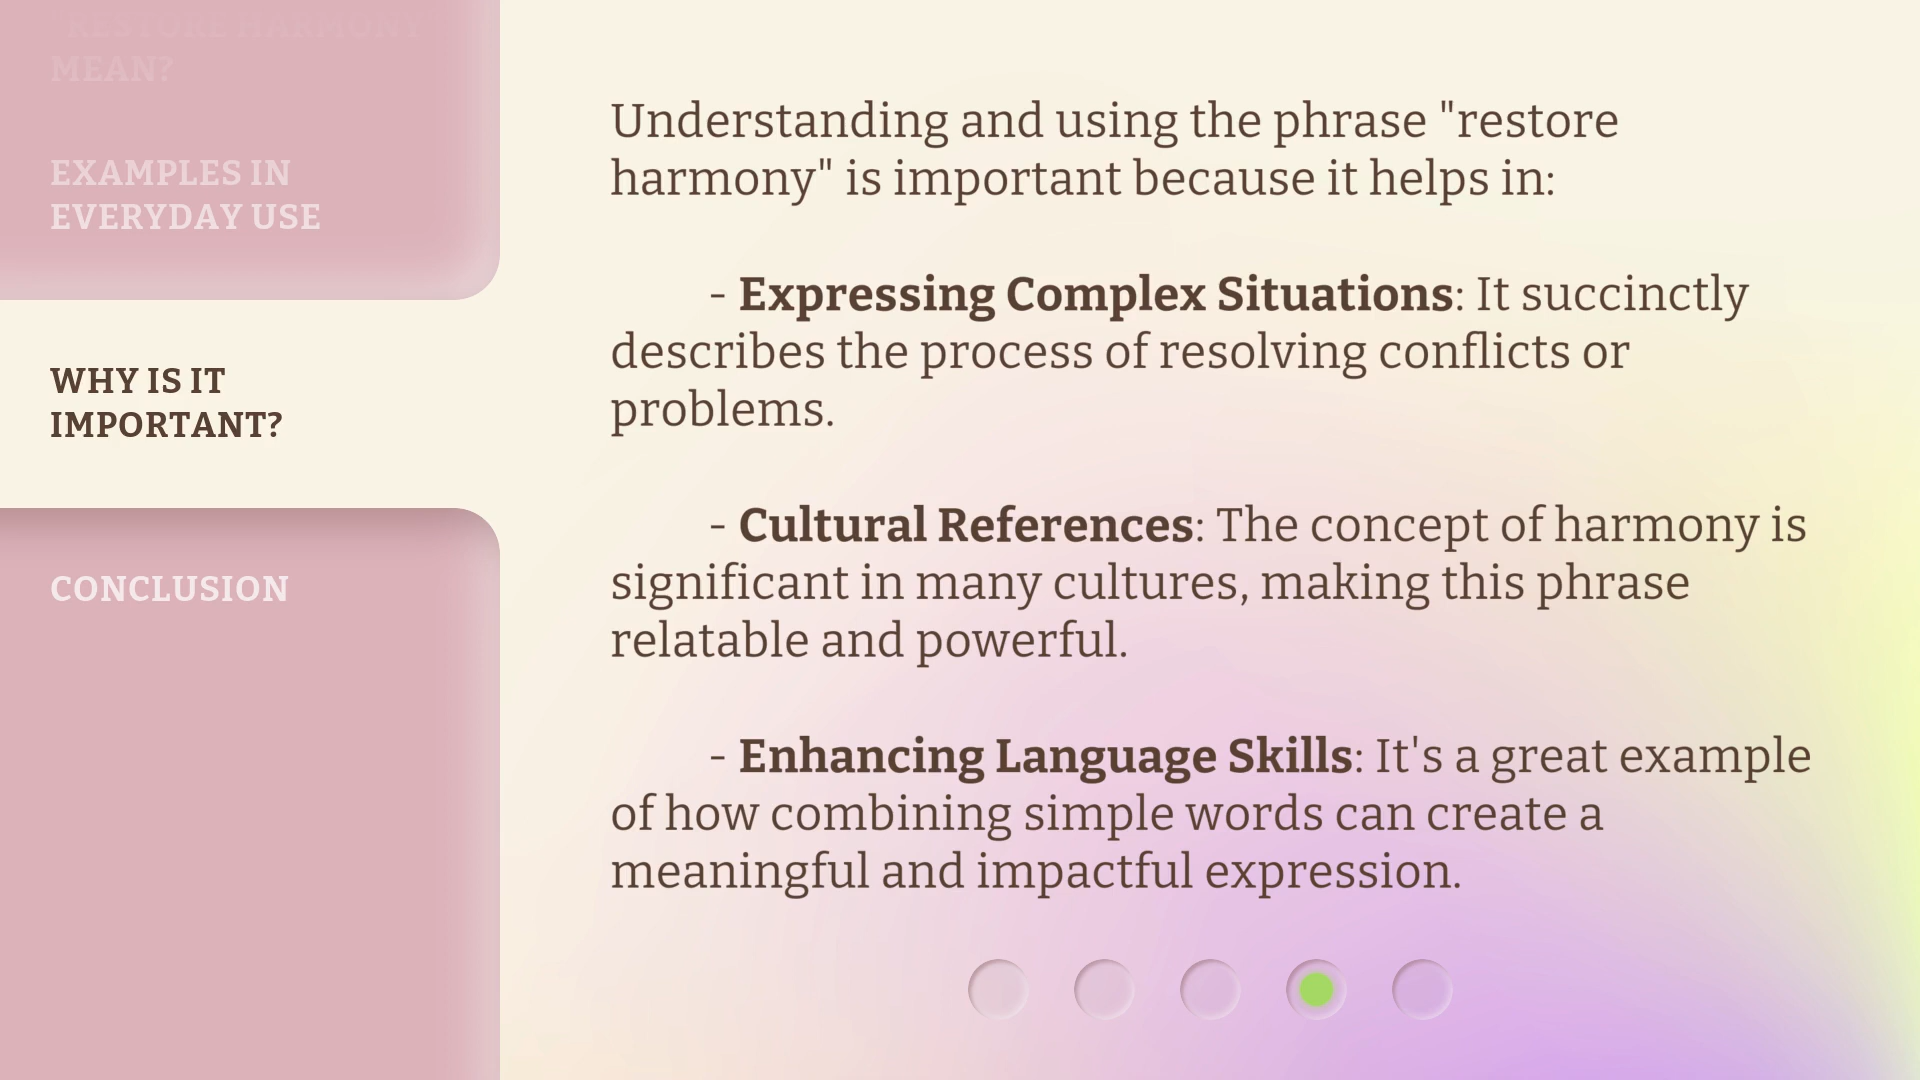 RESTORE HARMONY
MEAN?
EXAMPLES IN
EVERYDAY USE
WHY IS IT
IMPORTANT?
CONCLUSION
Understanding and using the phrase "restore
harmony" is important because it helps in:
- Expressing Complex Situations: It succinctly
describes the process of resolving conflicts or
problems.
- Cultural References: The concept of harmony is
significant in many cultures, making this phrase
relatable and powerful.
- Enhancing Language Skills: It's a great example
of how combining simple words can create a
meaningful and impactful expression.